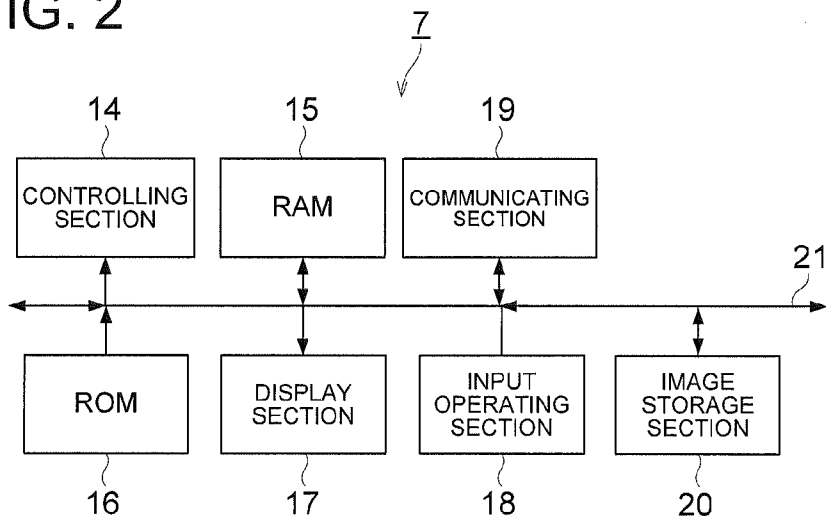 IG. 2
7
14
15
19
CONTROLLING
SECTION
RAM
COMMUNICATING
SECTION
21
ROM
DISPLAY
SECTION
INPUT
OPERATING
SECTION
IMAGE
STORAGE
SECTION
16
17
18
20